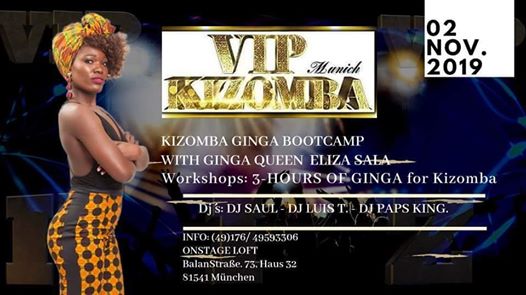 02
NOV.
2019
VIP
Munich
KIZOMBA
KIZOMBA GINGA BOOTCAMP
WITH GINGA QUEEN ELIZA SALA
Workshops: 3-HOURS OF GINGA for Kizomba
Dj's: DJ SAUL - DJ LUIS T. - DJ PAPS KING.
INFO: (49)176/ 49593306
ONSTAGE LOFT
BalanStraße. 73, Haus 32
81541 München